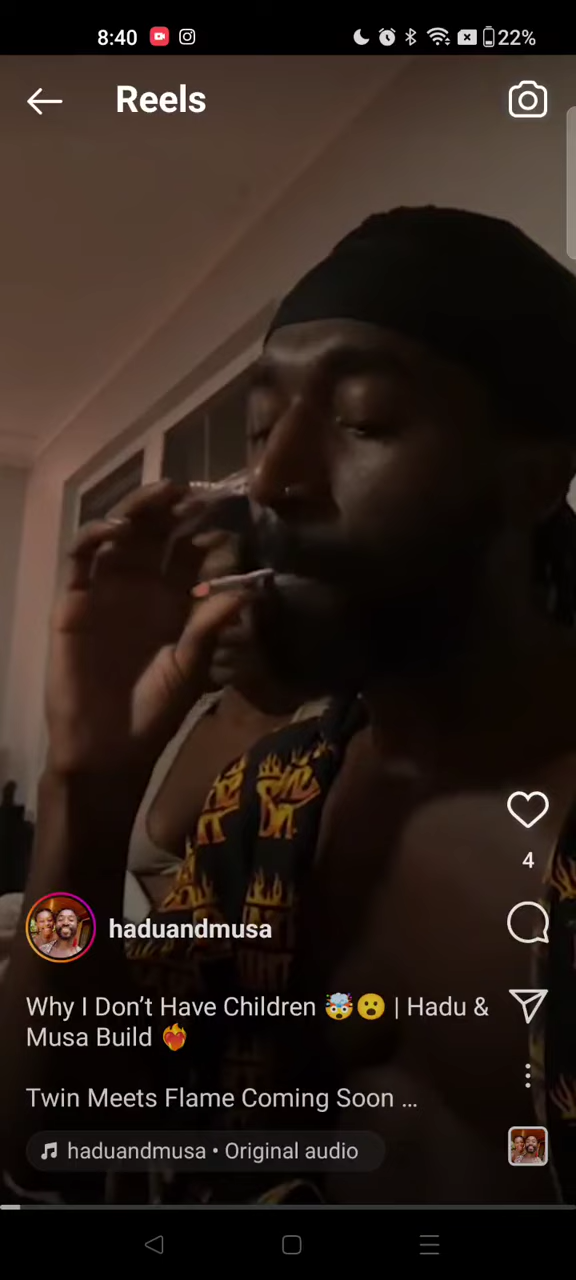 8:40
22%
Reels
4
haduandmusa
Why I Don’t Have Children 🤯😮 | Hadu &
Musa Build ❤️‍🔥
Twin Meets Flame Coming Soon ...
haduandmusa • Original audio